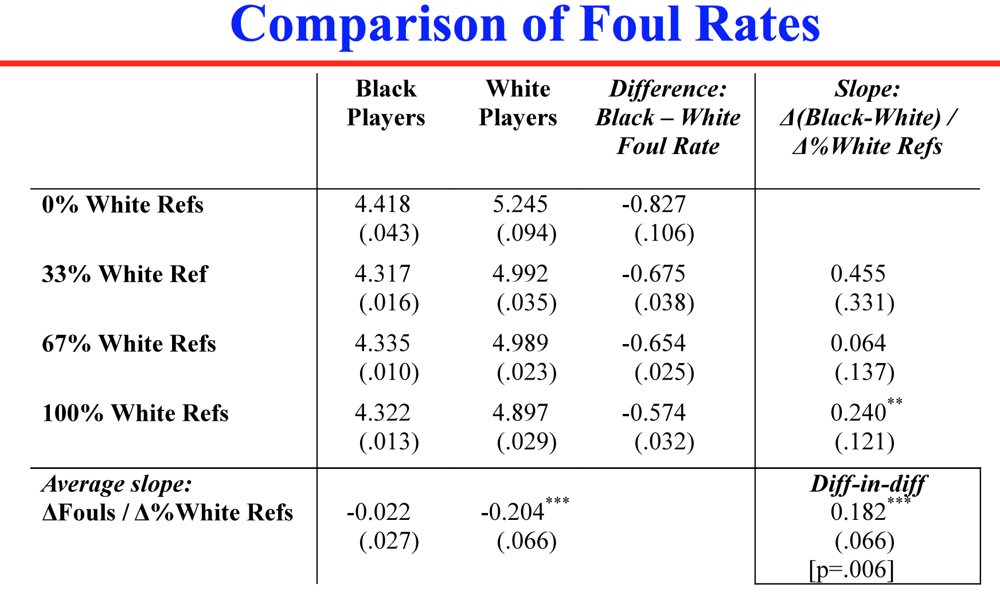 Comparison of Foul Rates
Black Players White Players Difference: Black – White Foul Rate Slope: Δ(Black-White) / Δ%White Refs
0% White Refs 4.418 5.245 -0.827
(.043) (.094) (.106)
33% White Ref 4.317 4.992 -0.675 0.455
(.016) (.035) (.038) (.331)
67% White Refs 4.335 4.989 -0.654 0.064
(.010) (.023) (.025) (.137)
100% White Refs 4.322 4.897 -0.574 0.240**
(.013) (.029) (.032) (.121)
Average slope: Diff-in-diff
ΔFouls / Δ%White Refs -0.022 -0.204*** 0.182***
(.027) (.066) (.066)
[p=.006]